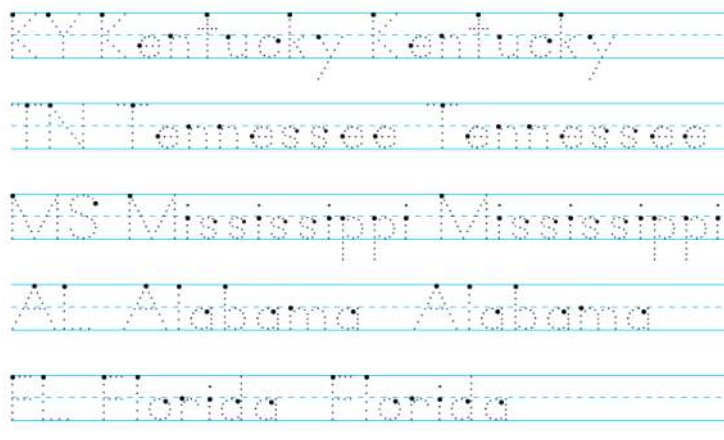 KY Kentucky Kentucky
TN Tennessee Tennessee
MS Mississippi Mississippi
AL Alabama Alabama
FL Florida Florida